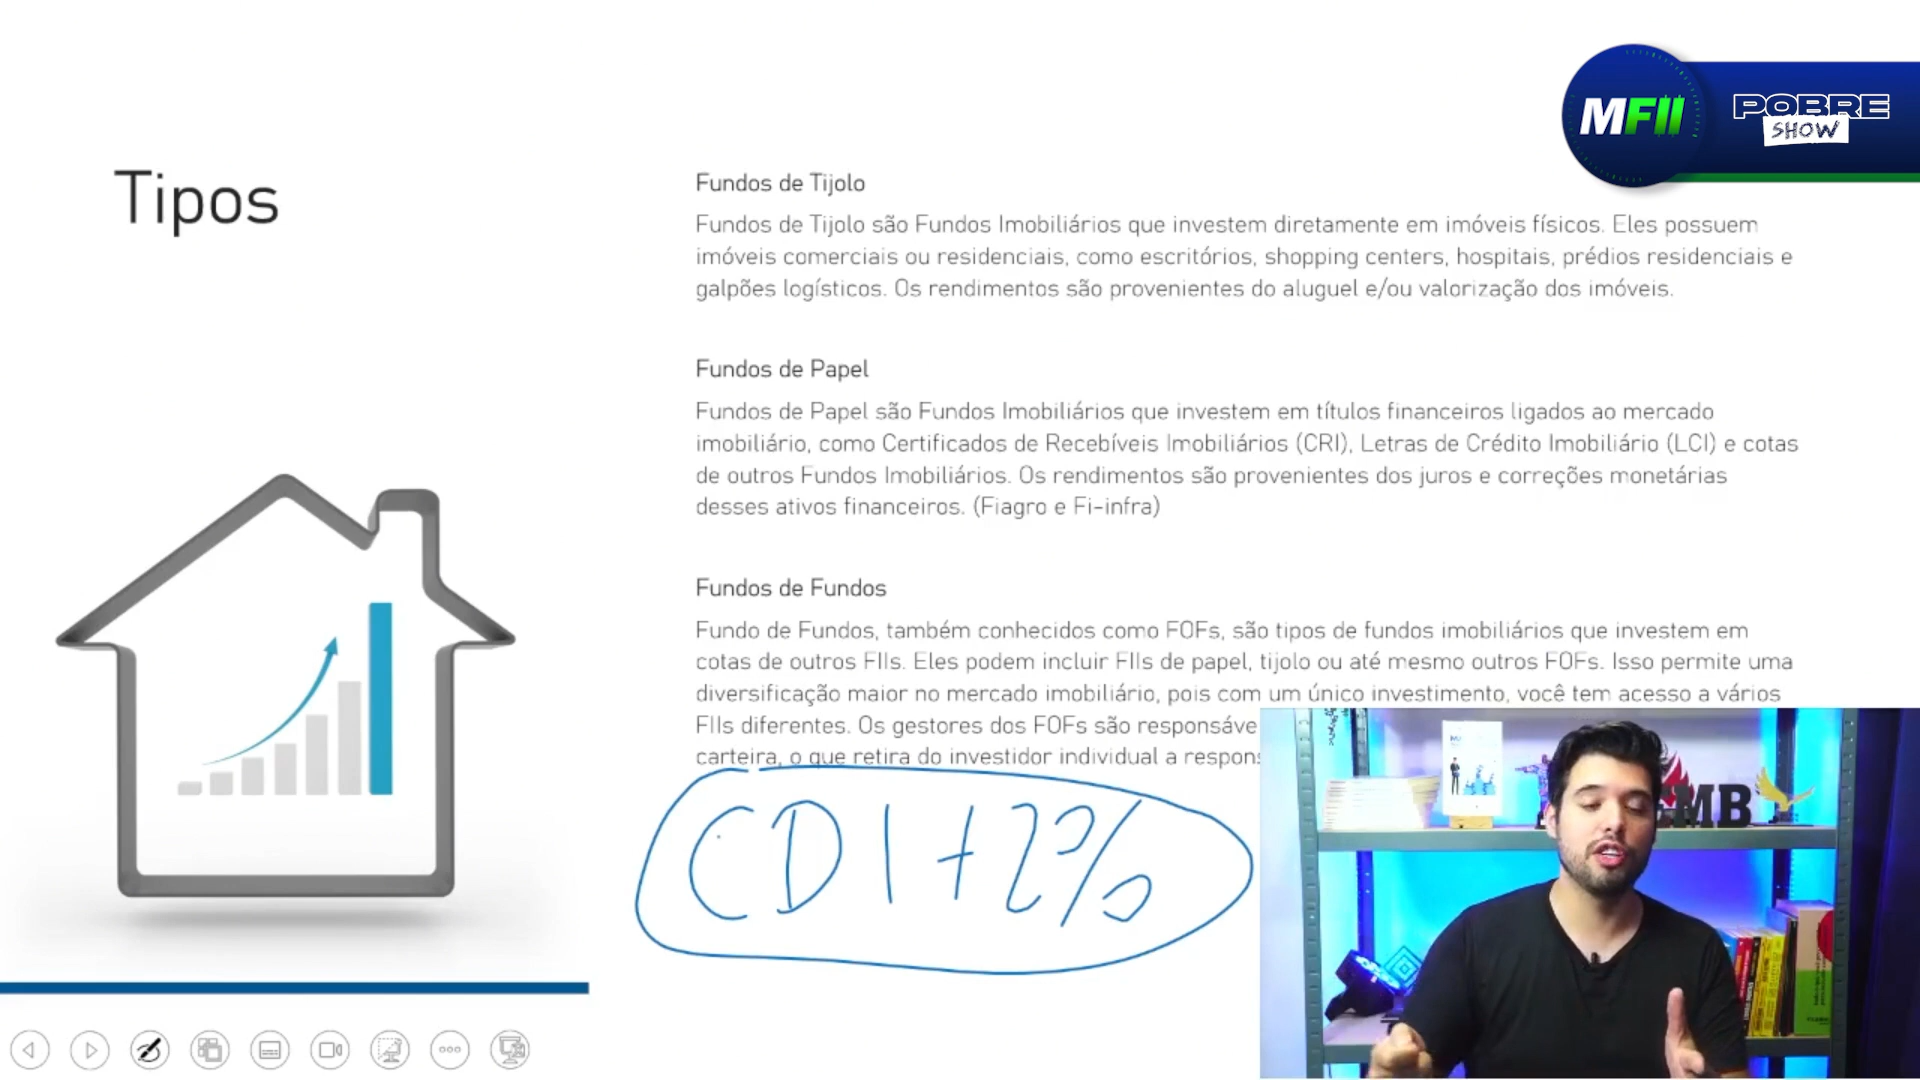 MFII
POBRE
SHOW
Tipos
Fundos de Tijolo
Fundos de Tijolo são Fundos Imobiliários que investem diretamente em imóveis físicos. Eles possuem
imóveis comerciais ou residenciais, como escritórios, shopping centers, hospitais, prédios residenciais e
galpões logísticos. Os rendimentos são provenientes do aluguel e/ou valorização dos imóveis.
Fundos de Papel
Fundos de Papel são Fundos Imobiliários que investem em títulos financeiros ligados ao mercado
imobiliário, como Certificados de Recebíveis Imobiliários (CRI), Letras de Crédito Imobiliário (LCI) e cotas
de outros Fundos Imobiliários. Os rendimentos são provenientes dos juros e correções monetárias
desses ativos financeiros. (Fiagro e Fi-infra)
Fundos de Fundos
Fundo de Fundos, também conhecidos como FOFs, são tipos de fundos imobiliários que investem em
cotas de outros FIIs. Eles podem incluir FIIs de papel, tijolo ou até mesmo outros FOFs. Isso permite uma
diversificação maior no mercado imobiliário, pois com um único investimento, você tem acesso a vários
FIIs diferentes. Os gestores dos FOFs são responsáve
carteira, o que retira do investidor individual a respons
CDI+2%
MB